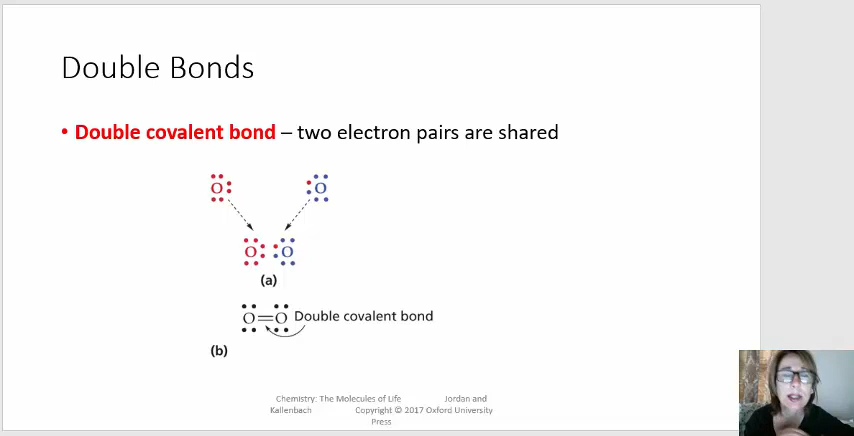 Double Bonds
• Double covalent bond – two electron pairs are shared
O O
O O
(a)
O=O Double covalent bond
(b)
Chemistry: The Molecules of Life Jordan and
Kallenbach Copyright © 2017 Oxford University
Press